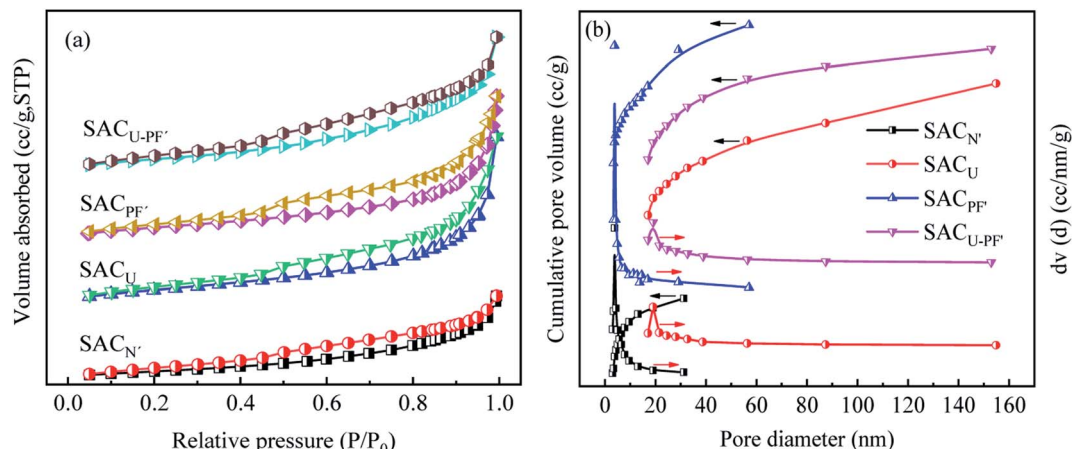 (a)
SAC_U-PF′
SAC_PF′
SAC_U
SAC_N′
Volume absorbed (cc/g,STP)
0.0 0.2 0.4 0.6 0.8 1.0
Relative pressure (P/P_0)
(b)
SAC_N'
SAC_U
SAC_PF'
SAC_U-PF'
Cumulative pore volume (cc/g)
dv (d) (cc/nm/g)
0 20 40 60 80 100 120 140 160
Pore diameter (nm)